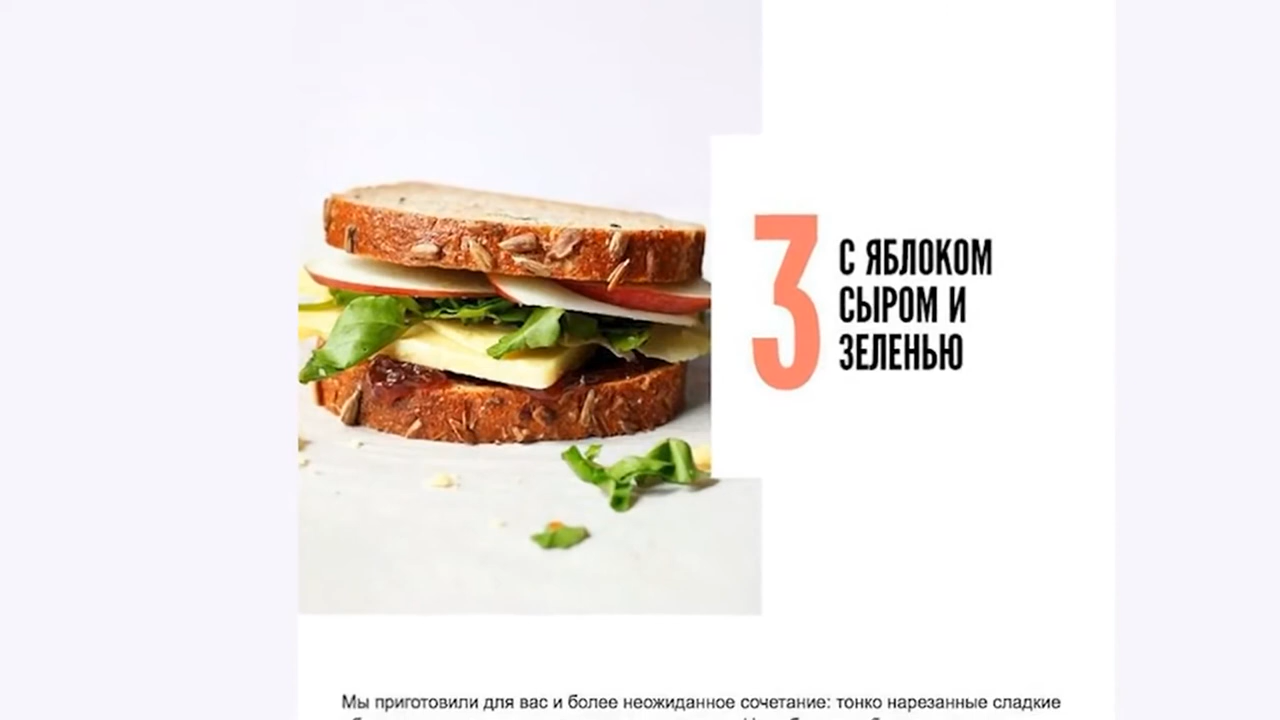 3
С ЯБЛОКОМ
СЫРОМ И
ЗЕЛЕНЬЮ
Мы приготовили для вас и более неожиданное сочетание: тонко нарезанные сладкие